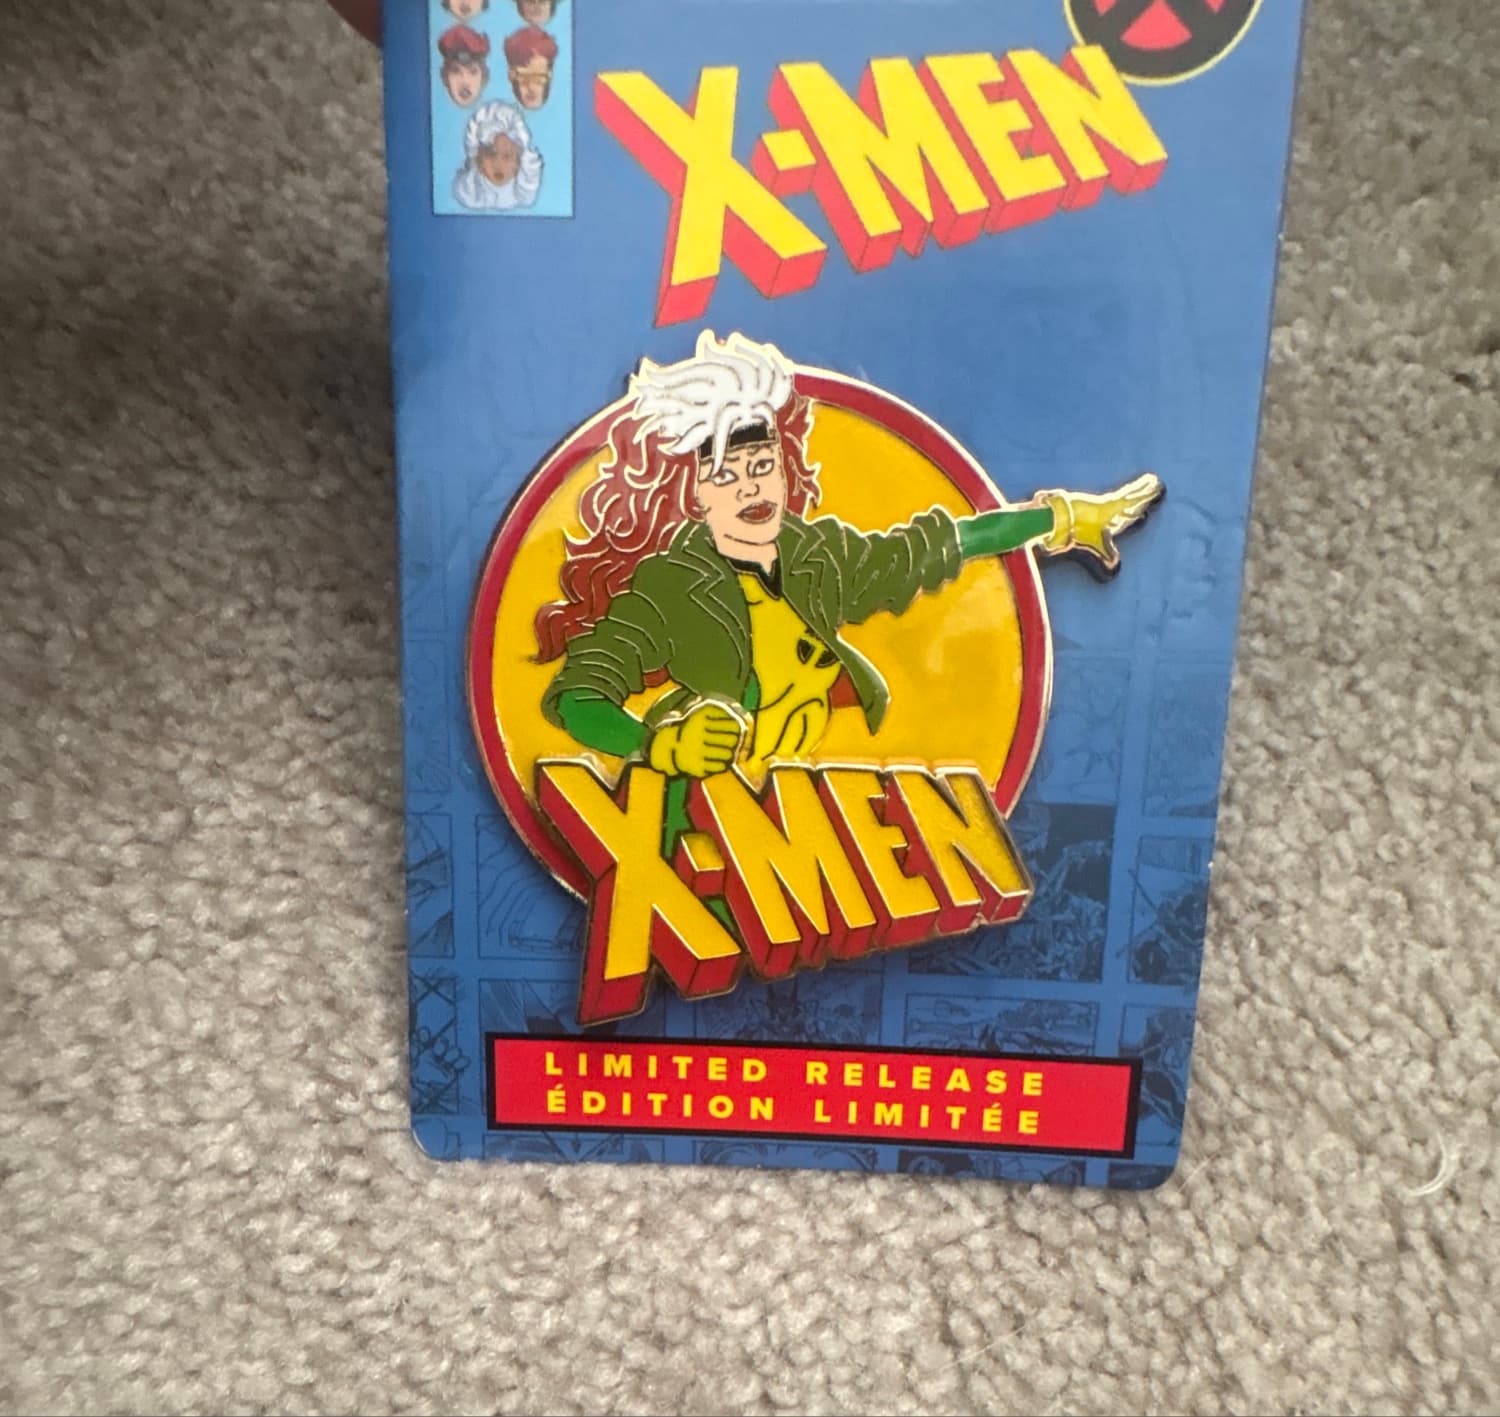 X-MEN
X-MEN
LIMITED RELEASE
ÉDITION LIMITÉE